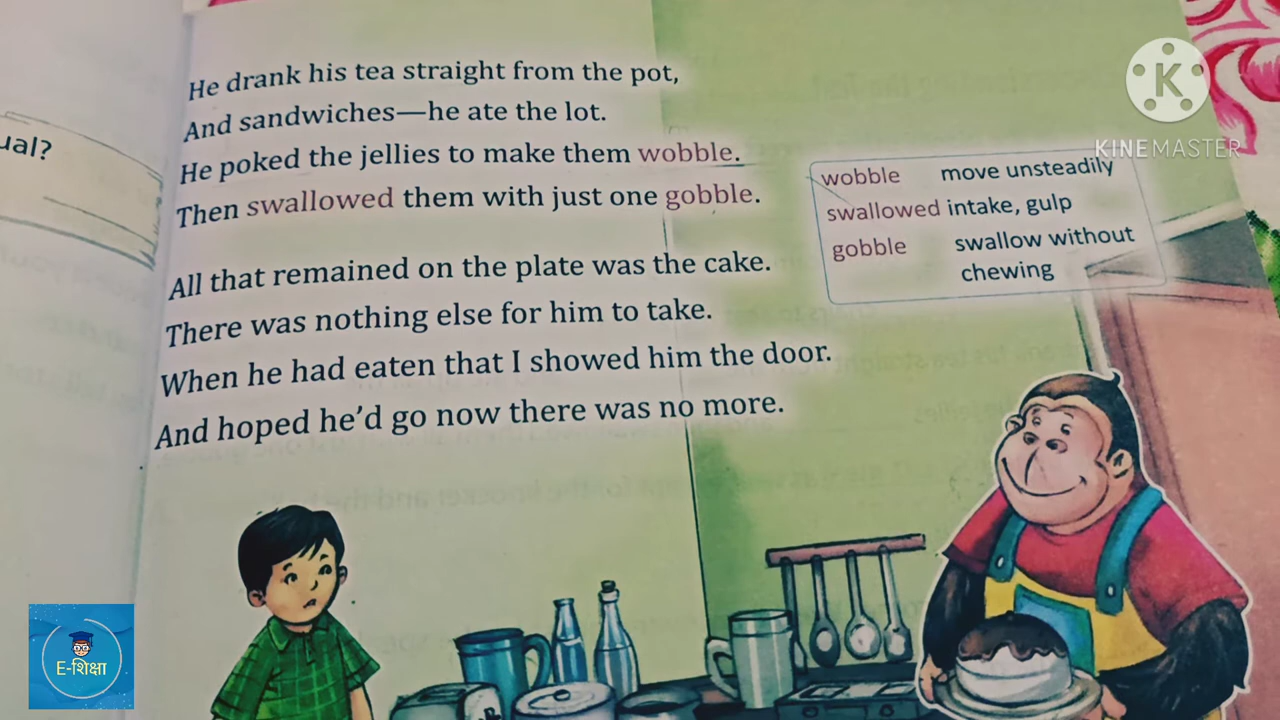 ual?
He drank his tea straight from the pot,
And sandwiches—he ate the lot.
He poked the jellies to make them wobble.
Then swallowed them with just one gobble.
All that remained on the plate was the cake.
There was nothing else for him to take.
When he had eaten that I showed him the door.
And hoped he’d go now there was no more.
wobble move unsteadily
swallowed intake, gulp
gobble swallow without
chewing
K
KINEMASTER
E-शिक्षा